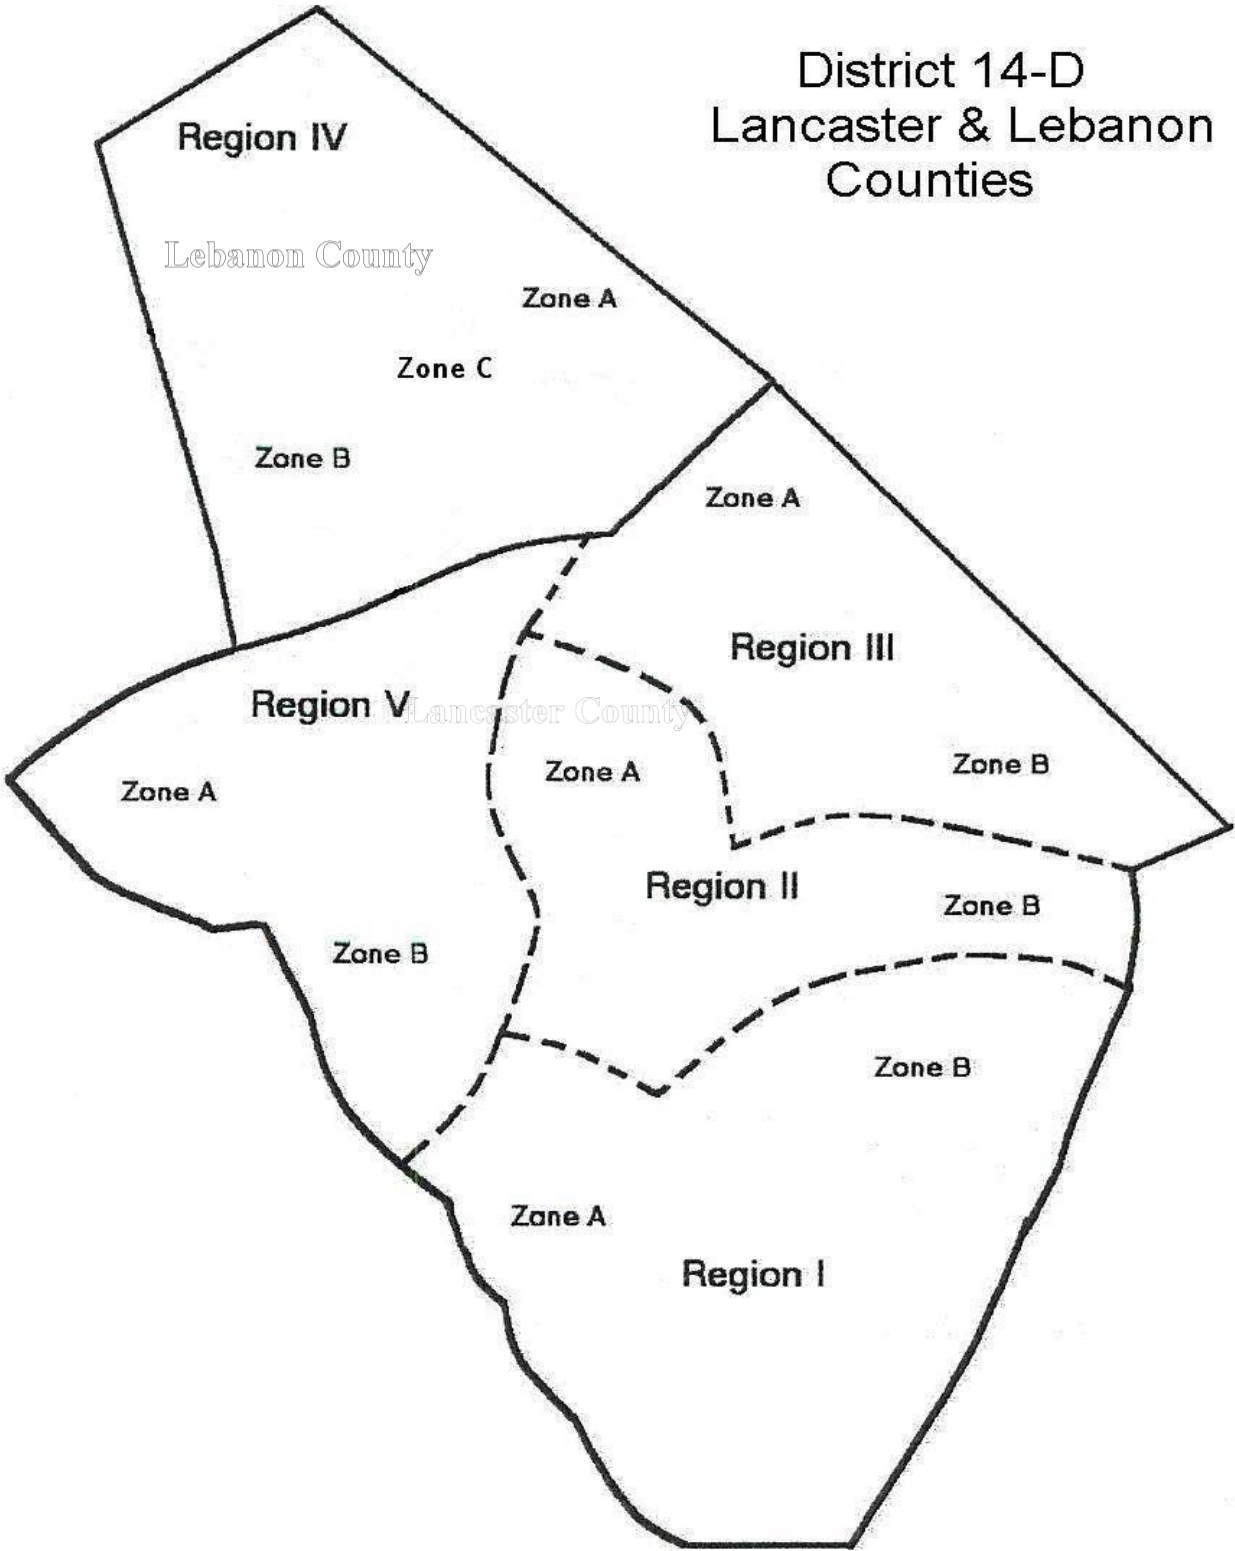 District 14-D
Lancaster & Lebanon
Counties
Region IV
Lebanon County
Zone A
Zone C
Zone B
Zone A
Region III
Region V
Lancaster County
Zone B
Zone A
Zone A
Region II
Zone B
Zone B
Zone B
Zone A
Region I